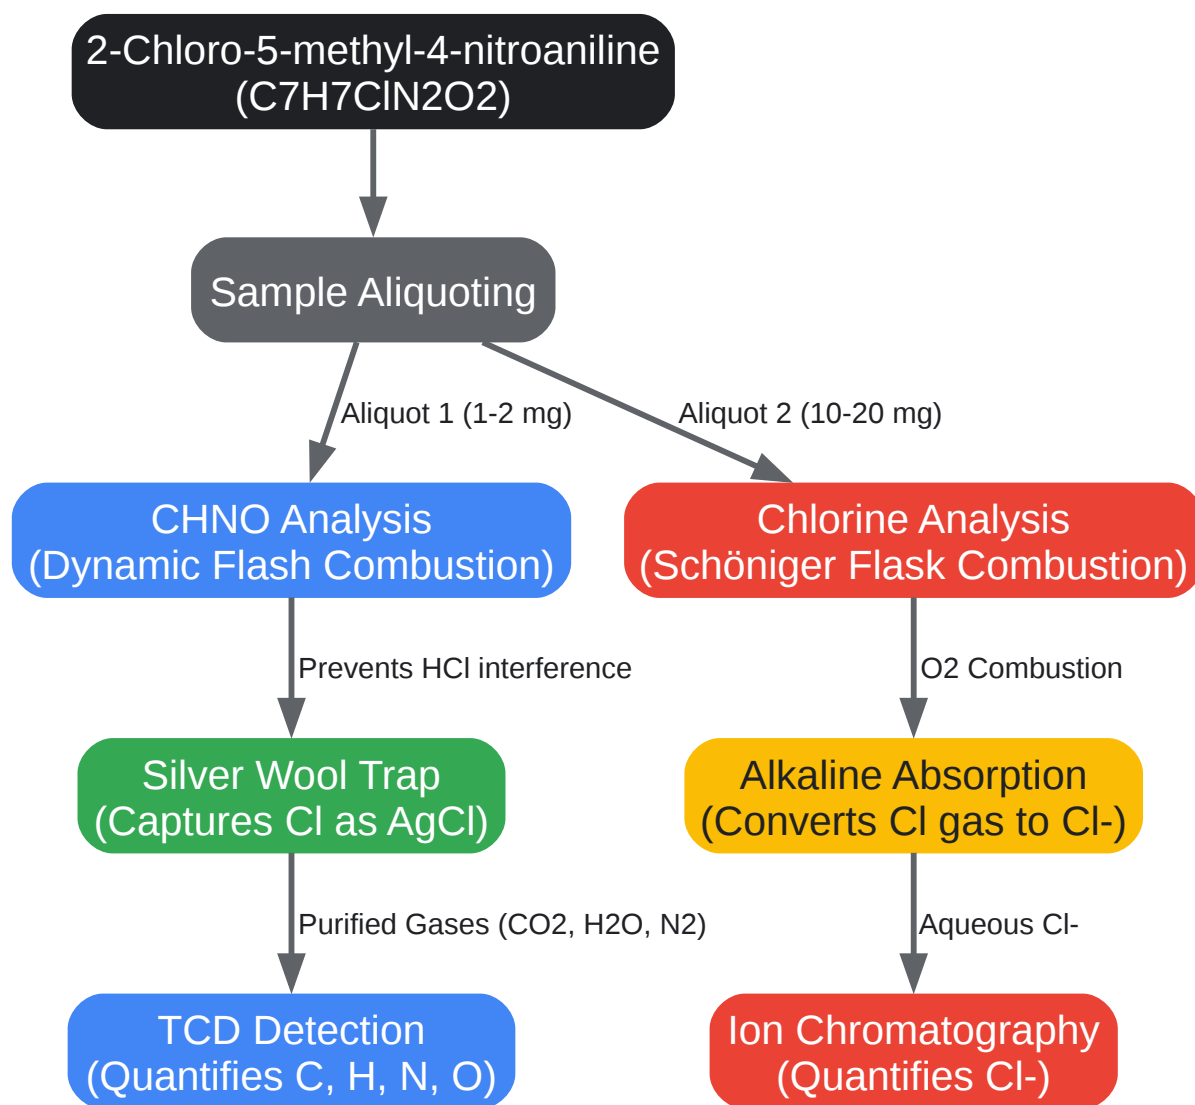 2-Chloro-5-methyl-4-nitroaniline
(C7H7ClN2O2)
Sample Aliquoting
Aliquot 1 (1-2 mg)
Aliquot 2 (10-20 mg)
CHNO Analysis
(Dynamic Flash Combustion)
Chlorine Analysis
(Schöniger Flask Combustion)
Prevents HCl interference
O2 Combustion
Silver Wool Trap
(Captures Cl as AgCl)
Alkaline Absorption
(Converts Cl gas to Cl-)
Purified Gases (CO2, H2O, N2)
Aqueous Cl-
TCD Detection
(Quantifies C, H, N, O)
Ion Chromatography
(Quantifies Cl-)